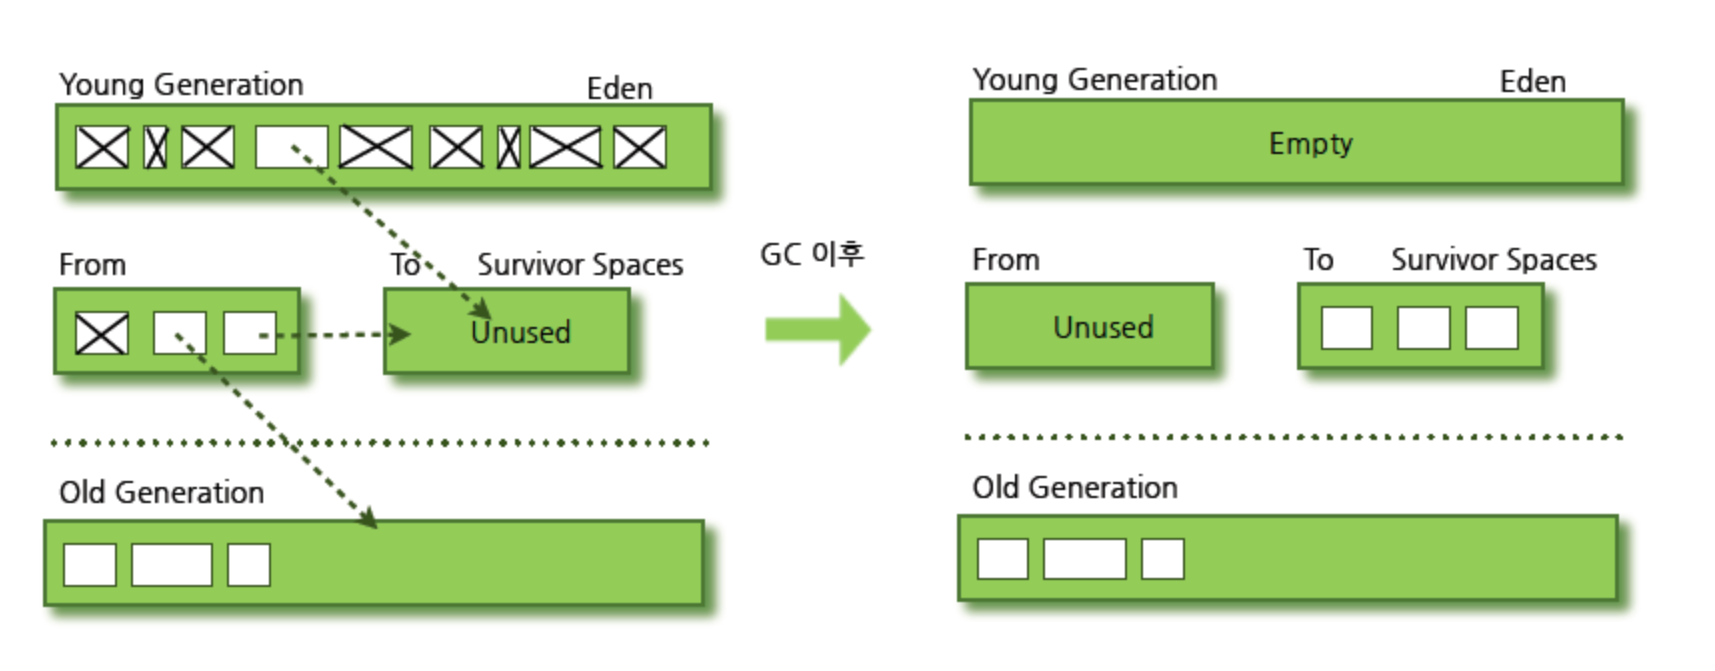 Young Generation
Eden
From
To
Survivor Spaces
Unused
Old Generation
GC 이후
Young Generation
Eden
Empty
From
To
Survivor Spaces
Unused
Old Generation